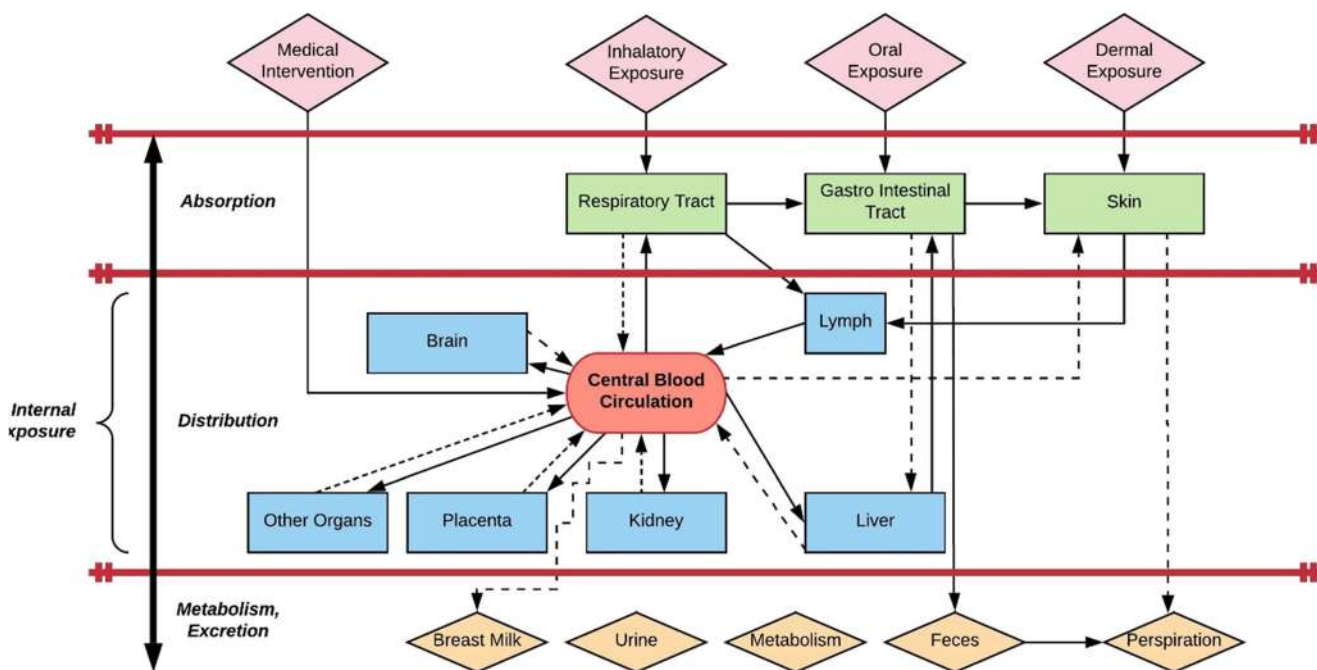 Medical
Intervention
Inhalatory
Exposure
Oral
Exposure
Dermal
Exposure
Absorption
Respiratory Tract
Gastro Intestinal
Tract
Skin
Lymph
Brain
Central Blood
Circulation
Internal
xposure
Distribution
Other Organs
Placenta
Kidney
Liver
Metabolism,
Excretion
Breast Milk
Urine
Metabolism
Feces
Perspiration